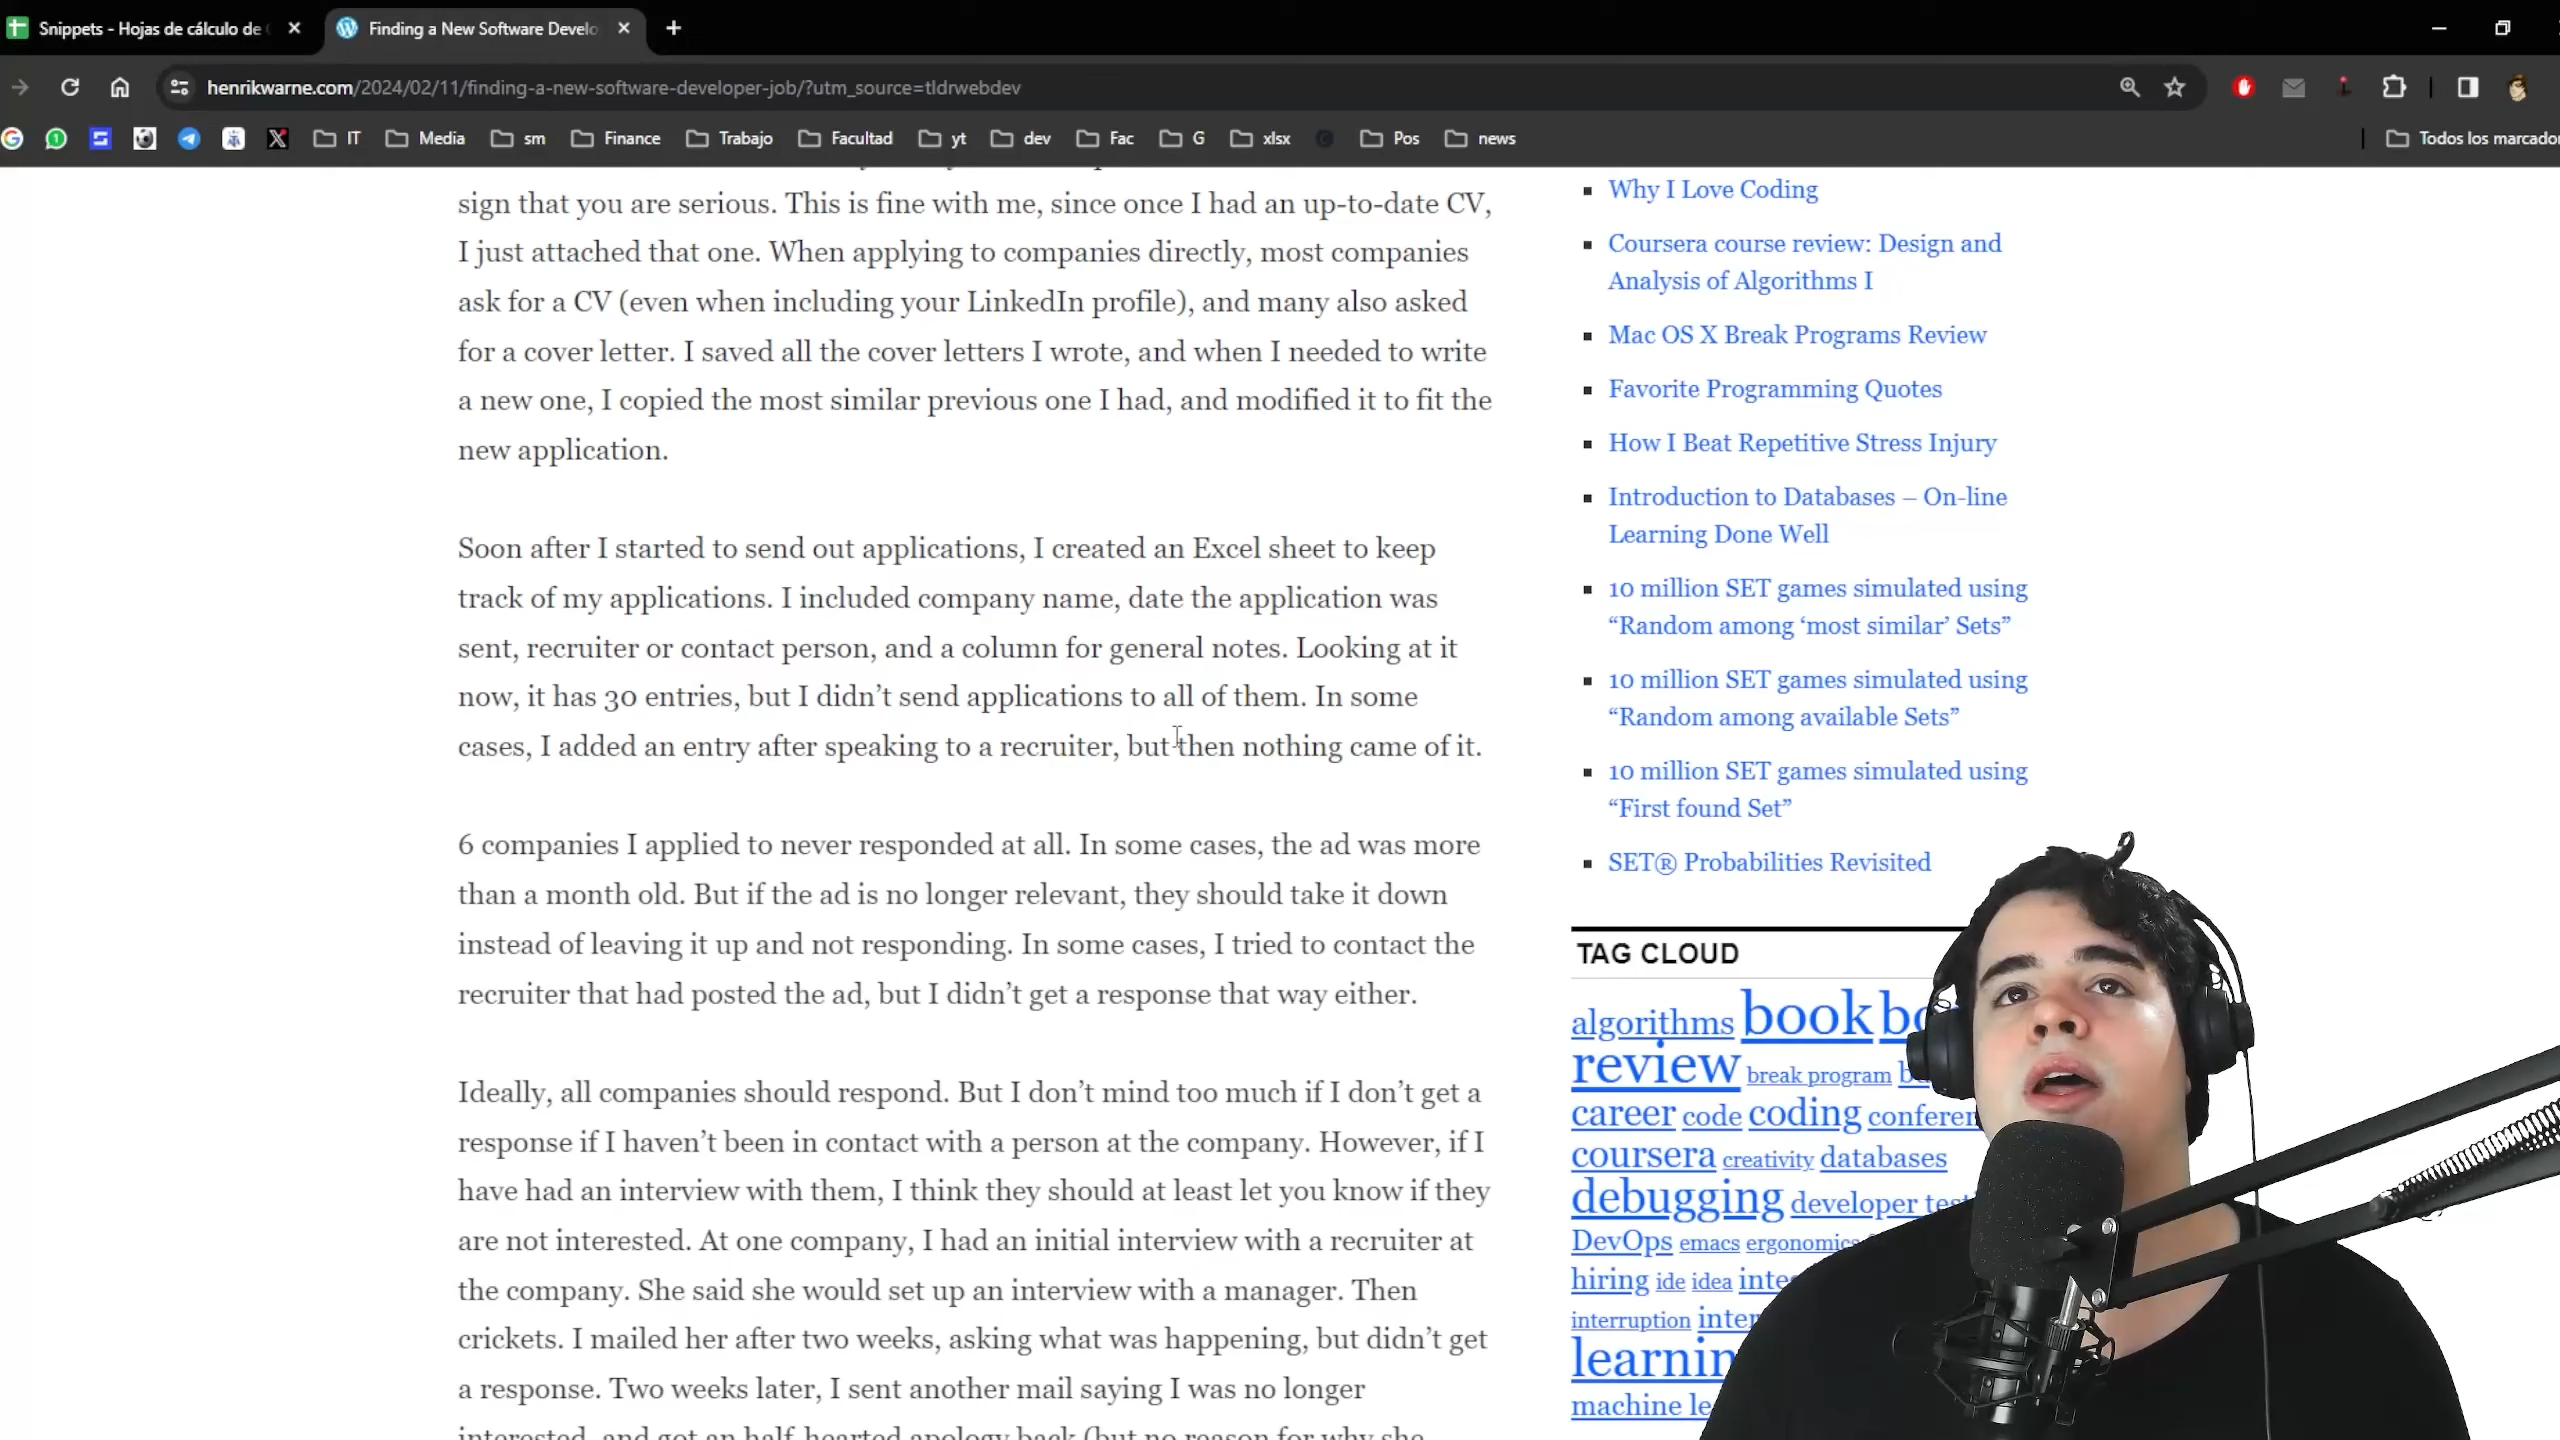 Snippets - Hojas de cálculo de
Finding a New Software Develo
henrikwarne.com/2024/02/11/finding-a-new-software-developer-job/?utm_source=tldrwebdev
IT Media sm Finance Trabajo Facultad yt dev Fac G xlsx Pos news Todos los marcador
sign that you are serious. This is fine with me, since once I had an up-to-date CV,
I just attached that one. When applying to companies directly, most companies
ask for a CV (even when including your LinkedIn profile), and many also asked
for a cover letter. I saved all the cover letters I wrote, and when I needed to write
a new one, I copied the most similar previous one I had, and modified it to fit the
new application.
Soon after I started to send out applications, I created an Excel sheet to keep
track of my applications. I included company name, date the application was
sent, recruiter or contact person, and a column for general notes. Looking at it
now, it has 30 entries, but I didn’t send applications to all of them. In some
cases, I added an entry after speaking to a recruiter, but then nothing came of it.
6 companies I applied to never responded at all. In some cases, the ad was more
than a month old. But if the ad is no longer relevant, they should take it down
instead of leaving it up and not responding. In some cases, I tried to contact the
recruiter that had posted the ad, but I didn’t get a response that way either.
Ideally, all companies should respond. But I don’t mind too much if I don’t get a
response if I haven’t been in contact with a person at the company. However, if I
have had an interview with them, I think they should at least let you know if they
are not interested. At one company, I had an initial interview with a recruiter at
the company. She said she would set up an interview with a manager. Then
crickets. I mailed her after two weeks, asking what was happening, but didn’t get
a response. Two weeks later, I sent another mail saying I was no longer
interested, and got an half-hearted apology back (but no reason for why she
Why I Love Coding
Coursera course review: Design and
Analysis of Algorithms I
Mac OS X Break Programs Review
Favorite Programming Quotes
How I Beat Repetitive Stress Injury
Introduction to Databases – On-line
Learning Done Well
10 million SET games simulated using
“Random among ‘most similar’ Sets”
10 million SET games simulated using
“Random among available Sets”
10 million SET games simulated using
“First found Set”
SET® Probabilities Revisited
TAG CLOUD
algorithms book bo
review break program
career code coding conferen
coursera creativity databases
debugging developer test
DevOps emacs ergonomics
hiring ide idea inte
interruption inter
learnin
machine le